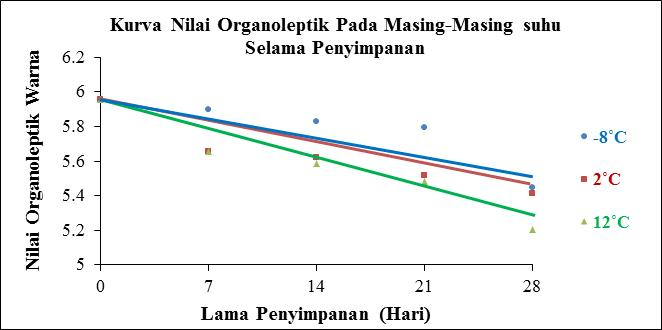 Kurva Nilai Organoleptik Pada Masing-Masing suhu
Selama Penyimpanan
Nilai Organoleptik Warna
6.2
6
5.8
5.6
5.4
5.2
5
0
7
14
21
28
Lama Penyimpanan (Hari)
-8˚C
2˚C
12˚C